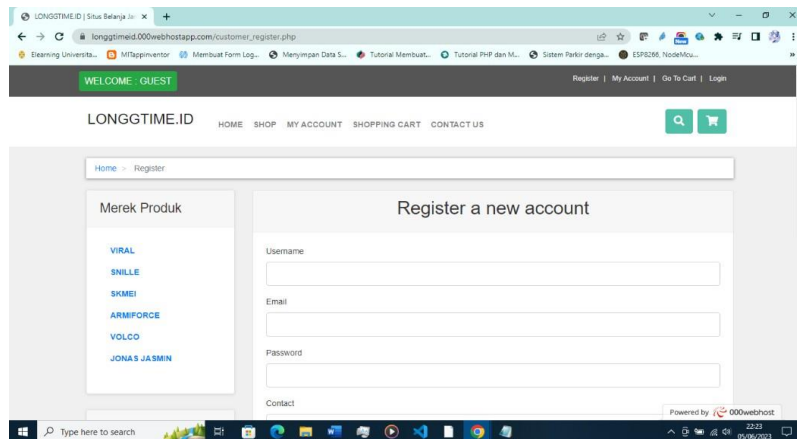 LONGGTIME.ID | Situs Belanja Ja
longgtimeid.000webhostapp.com/customer_register.php
Elearning Universita... MITappinventor Membuat Form Log... Menyimpan Data S... Tutorial Membuat... Tutorial PHP dan M... Sistem Parkir denga... ESP8266, NodeMcu...
WELCOME : GUEST
Register | My Account | Go To Cart | Login
LONGGTIME.ID HOME SHOP MY ACCOUNT SHOPPING CART CONTACT US
Home > Register
Merek Produk
VIRAL
SNILLE
SKMEI
ARMIFORCE
VOLCO
JONAS JASMIN
Register a new account
Username
Email
Password
Contact
Powered by 000webhost
Type here to search
22:23
05/06/2023